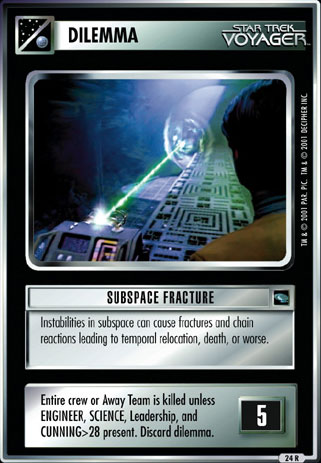 DILEMMA
STAR TREK
VOYAGER™
TM & © 2001 PAR. PIC. TM & © 2001 DECIPHER INC.
SUBSPACE FRACTURE
Instabilities in subspace can cause fractures and chain
reactions leading to temporal relocation, death, or worse.
Entire crew or Away Team is killed unless
ENGINEER, SCIENCE, Leadership, and
CUNNING>28 present. Discard dilemma.
5
24 R